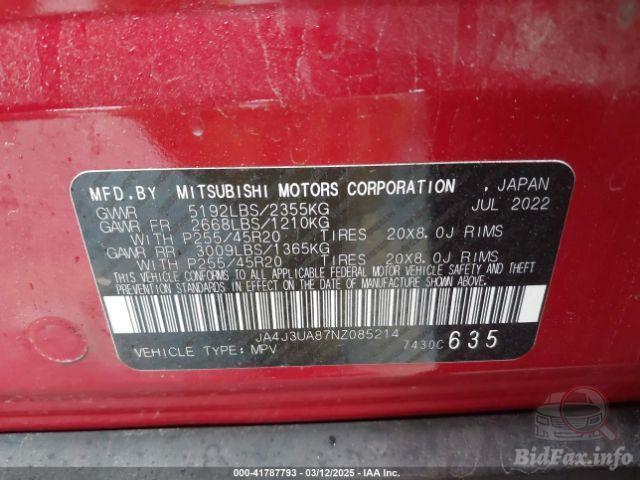 MFD.BY MITSUBISHI MOTORS CORPORATION , JAPAN
GVWR 5192LBS/2355KG JUL 2022
GAWR FR 2668LBS/1210KG
WITH P255/45R20 TIRES 20X8.0J RIMS
GAWR RR 3009LBS/1365KG
WITH P255/45R20 TIRES 20X8.0J RIMS
THIS VEHICLE CONFORMS TO ALL APPLICABLE FEDERAL MOTOR VEHICLE SAFETY AND THEFT
PREVENTION STANDARDS IN EFFECT ON THE DATE OF MANUFACTURE SHOWN ABOVE.
JA4J3UA87NZ085214
VEHICLE TYPE: MPV 7430C 635
BidFax.info
00-41787793 - 03/12/2025 - IAA Inc.